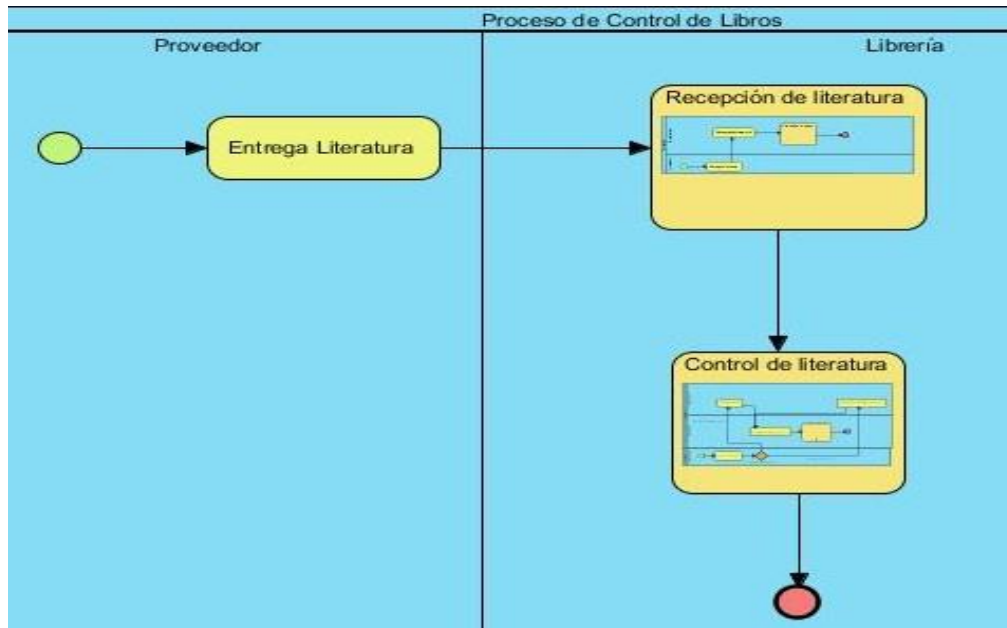 Proceso de Control de Libros
Proveedor
Librería
Entrega Literatura
Recepción de literatura
Control de literatura